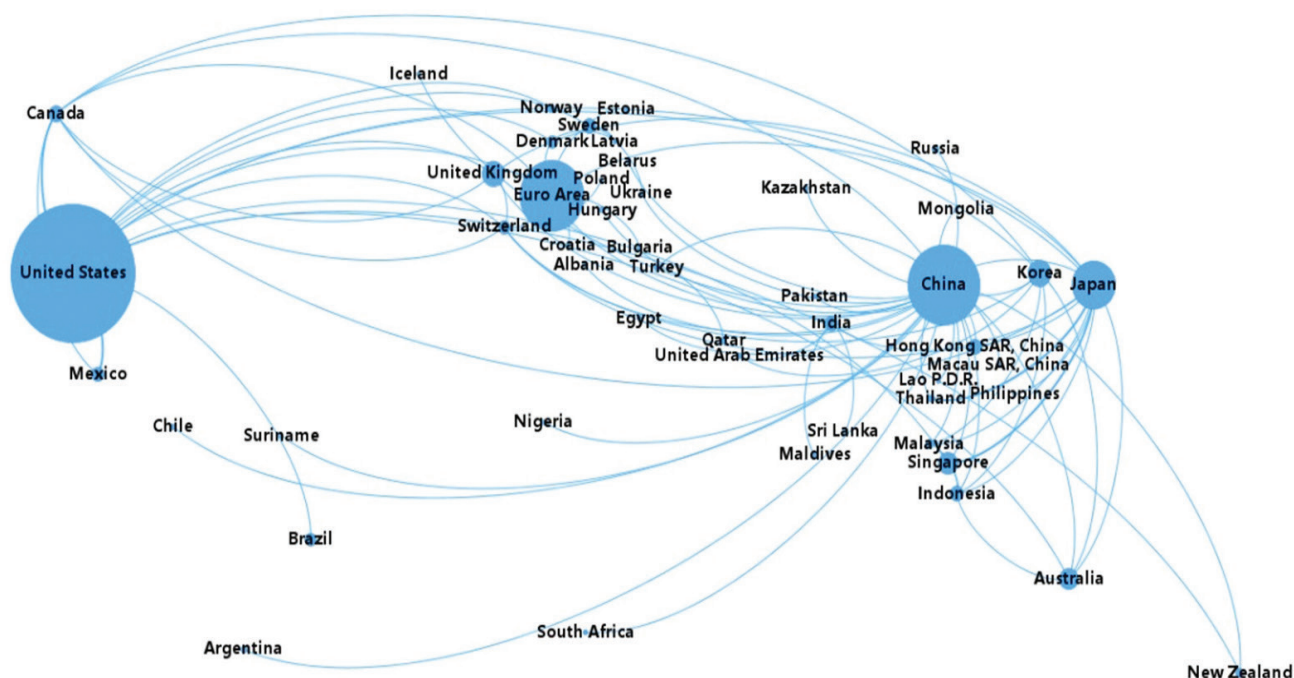 Iceland
Canada
Norway
Estonia
Sweden
Denmark
Latvia
Russia
Belarus
United Kingdom
Poland
Kazakhstan
Euro Area
Ukraine
Hungary
Mongolia
Switzerland
Croatia
Bulgaria
Albania
Turkey
United States
Korea
China
Japan
Pakistan
Egypt
India
Qatar
Hong Kong SAR, China
United Arab Emirates
Macau SAR, China
Mexico
Lao P.D.R.
Thailand
Philippines
Chile
Nigeria
Suriname
Sri Lanka
Malaysia
Maldives
Singapore
Indonesia
Brazil
Australia
South Africa
Argentina
New Zealand